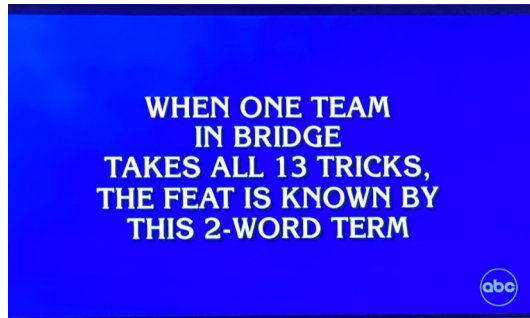 WHEN ONE TEAM
IN BRIDGE
TAKES ALL 13 TRICKS,
THE FEAT IS KNOWN BY
THIS 2-WORD TERM
abc